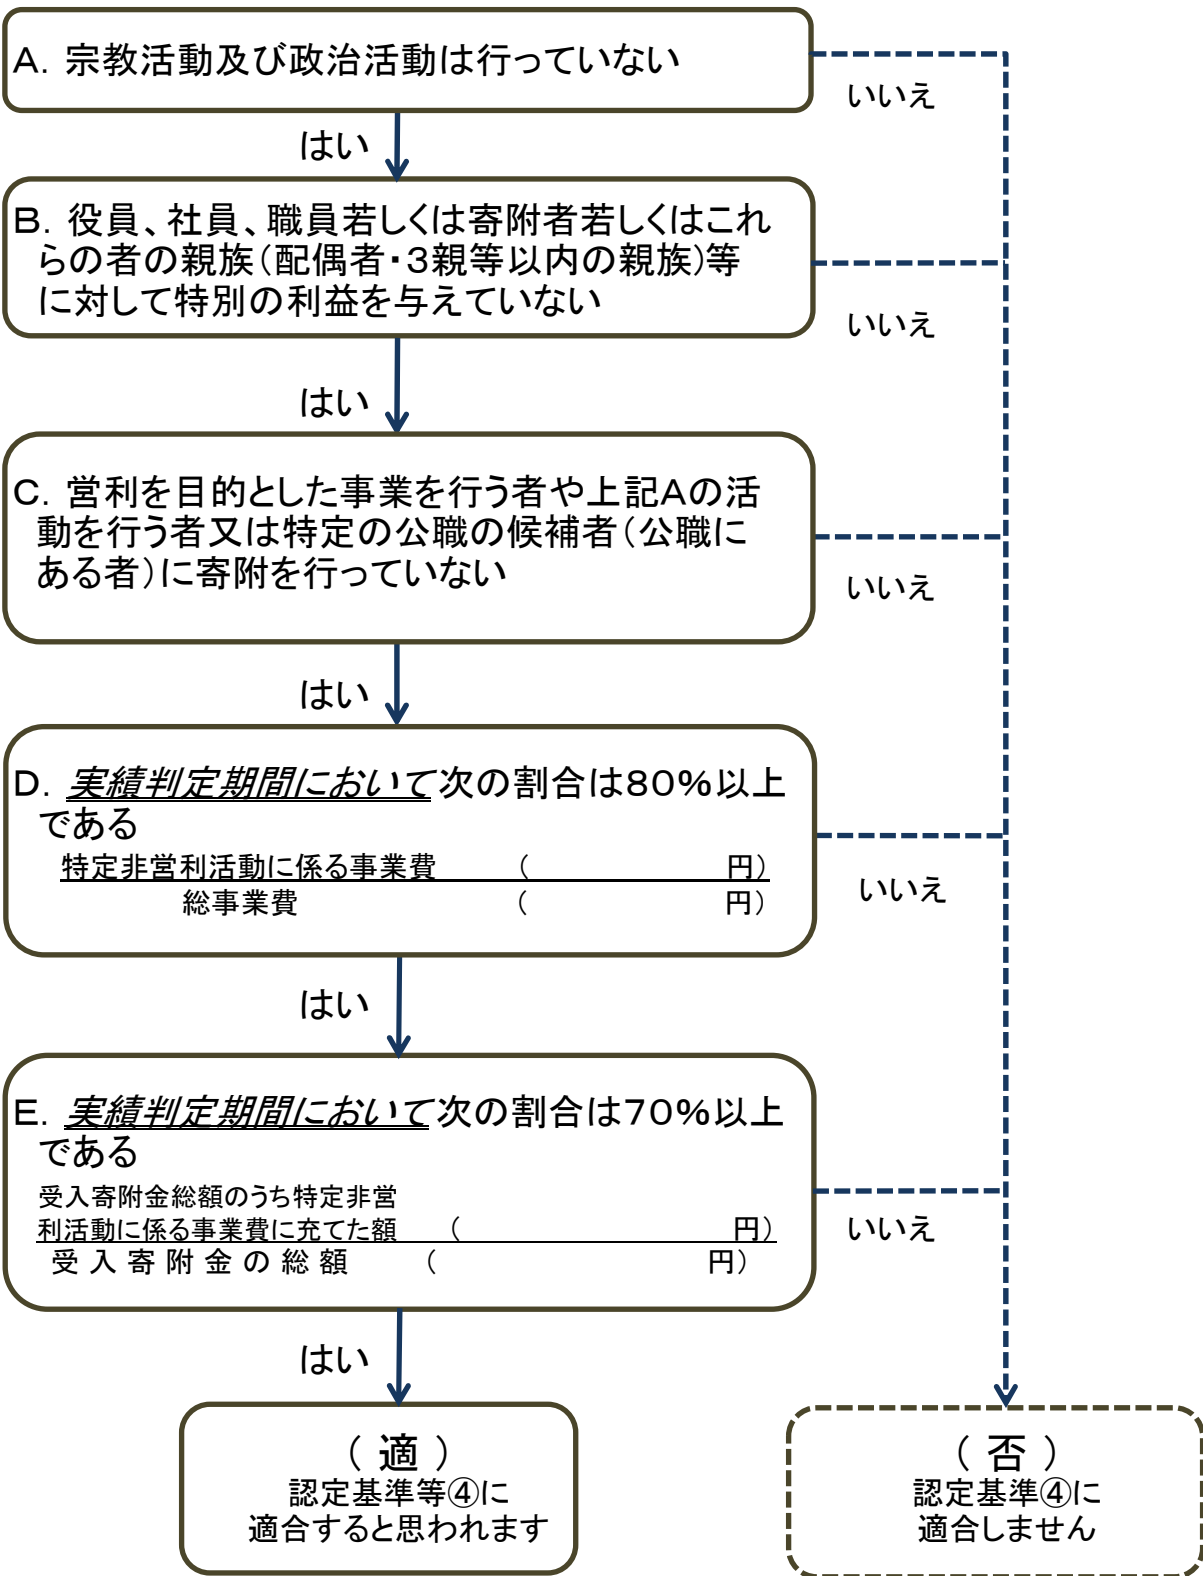 A．宗教活動及び政治活動は行っていない
いいえ
はい
B．役員、社員、職員若しくは寄附者若しくはこれ
らの者の親族（配偶者・３親等以内の親族）等
に対して特別の利益を与えていない
いいえ
はい
C．営利を目的とした事業を行う者や上記Aの活
動を行う者又は特定の公職の候補者（公職に
ある者）に寄附を行っていない
いいえ
はい
D．実績判定期間において次の割合は８０％以上
である
特定非営利活動に係る事業費　（　円）
総事業費　（　円）
いいえ
はい
E．実績判定期間において次の割合は７０％以上
である
受入寄附金総額のうち特定非営
利活動に係る事業費に充てた額　（　円）
受入寄附金の総額　（　円）
いいえ
はい
（ 適 ）
認定基準等④に
適合すると思われます
（ 否 ）
認定基準④に
適合しません